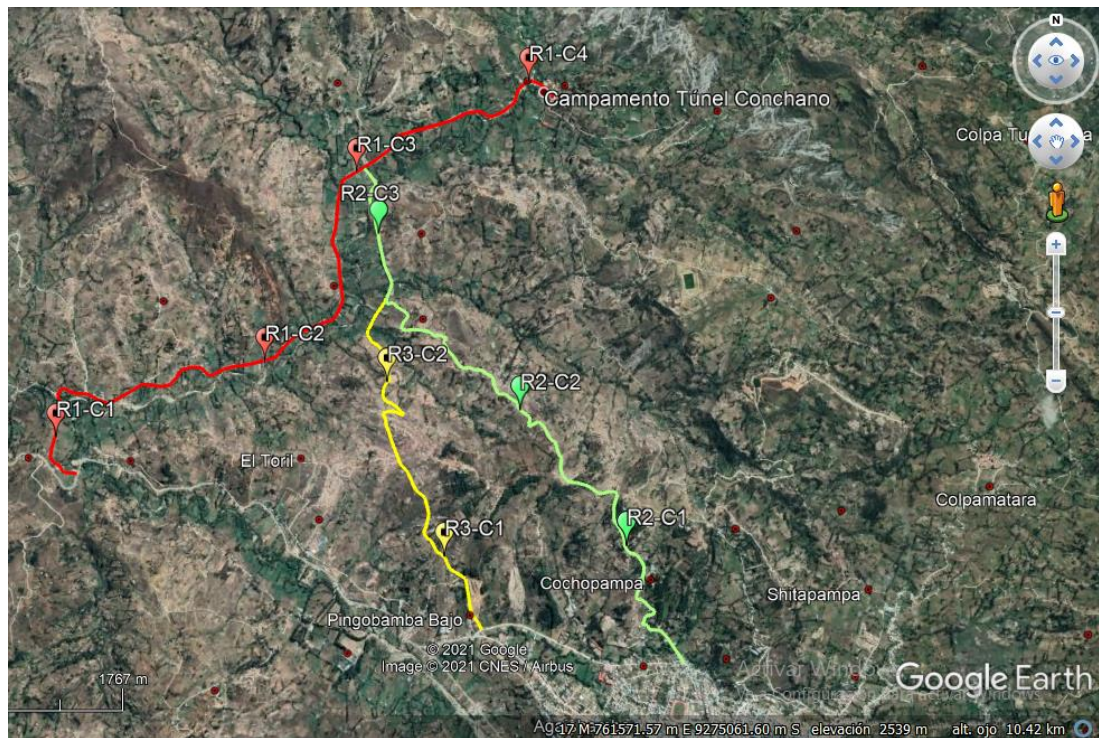 N
R1-C4
Campamento Túnel Conchano
Colpa Tu
a
R1-C3
R2-C3
R1-C2
R3-C2
R2-C2
R1-C1
El Toril
Colpamatara
R3-C1
R2-C1
Cochopampa
Shitapampa
Pingobamba Bajo
© 2021 Google
Image © 2021 CNES / Airbus
Google Earth
1767 m
17 M 761571.57 m E 9275061.60 m S elevación 2539 m alt. ojo 10.42 km